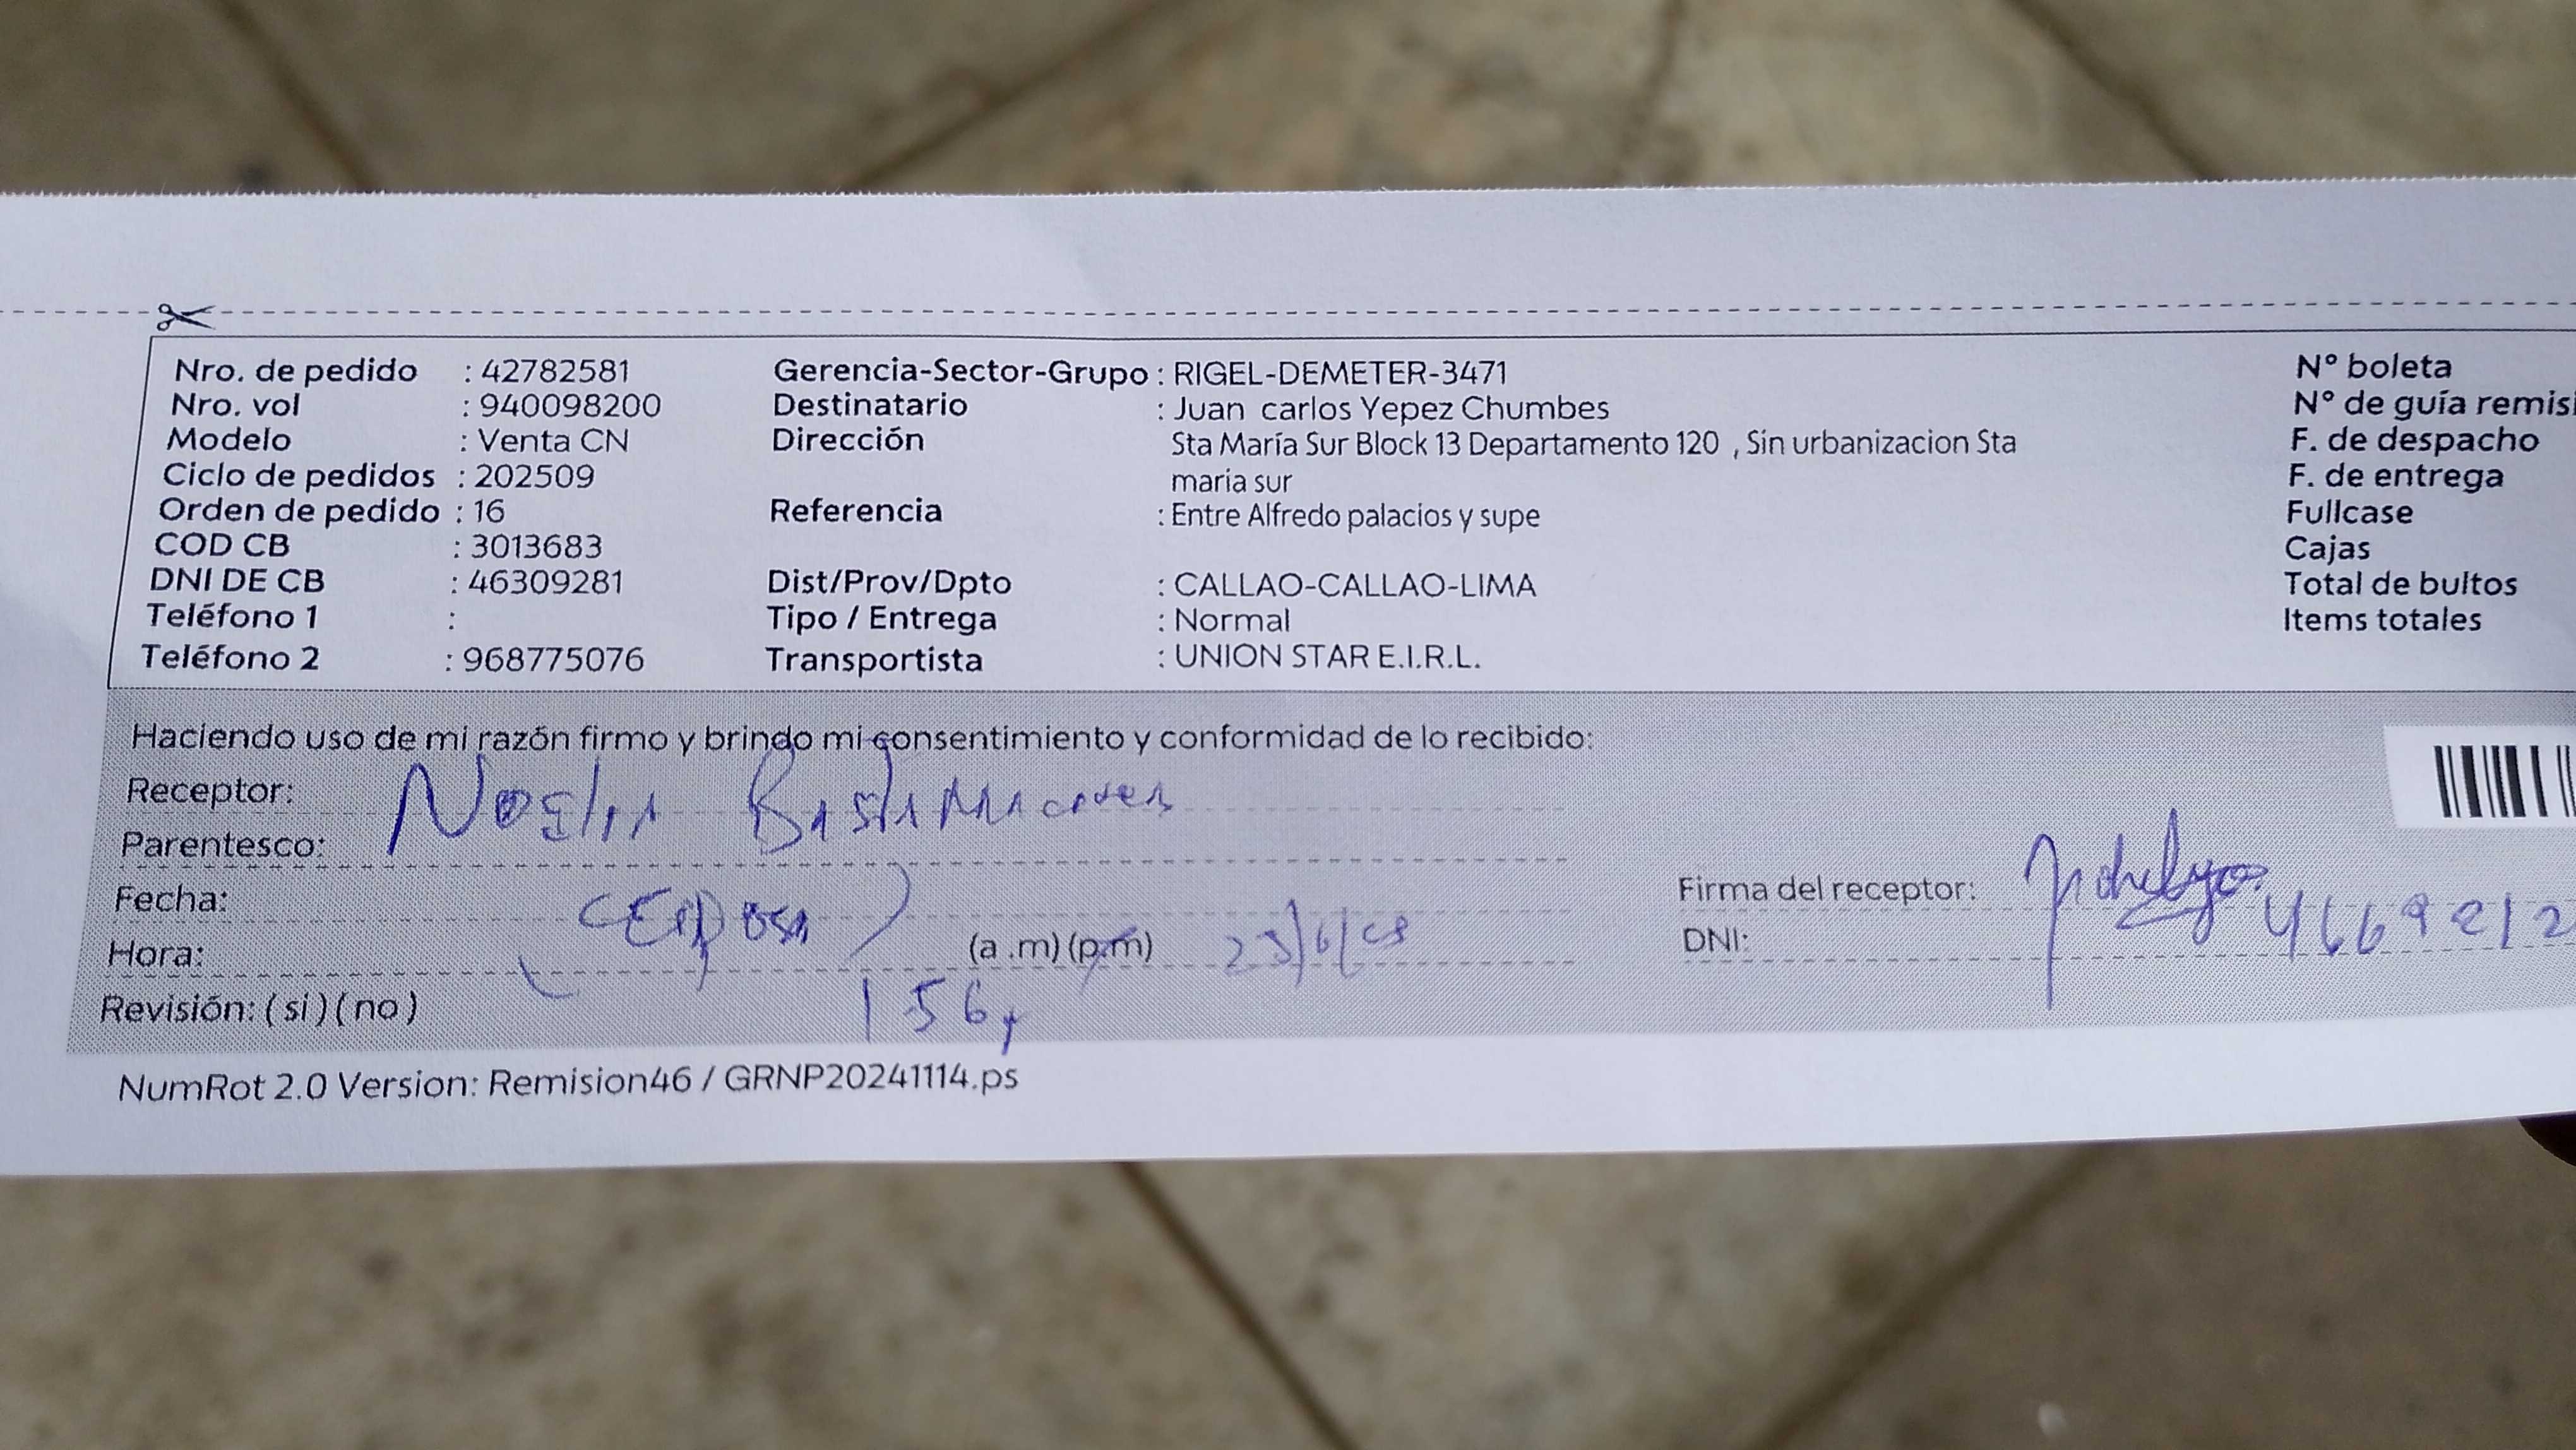 Nro. de pedido : 42782581 Gerencia-Sector-Grupo : RIGEL-DEMETER-3471 N° boleta
Nro. vol : 940098200 Destinatario : Juan carlos Yepez Chumbes N° de guía remisi
Modelo : Venta CN Dirección Sta María Sur Block 13 Departamento 120 , Sin urbanizacion Sta F. de despacho
Ciclo de pedidos : 202509 maria sur F. de entrega
Orden de pedido : 16 Referencia : Entre Alfredo palacios y supe Fullcase
COD CB : 3013683 Cajas
DNI DE CB : 46309281 Dist/Prov/Dpto : CALLAO-CALLAO-LIMA Total de bultos
Teléfono 1 : Tipo / Entrega : Normal Items totales
Teléfono 2 : 968775076 Transportista : UNION STAR E.I.R.L.
Haciendo uso de mi razón firmo y brindo mi consentimiento y conformidad de lo recibido:
Receptor: Noelia
Parentesco:
Fecha: (Esposa) Firma del receptor:
Hora: (a .m) (p.m) DNI:
Revisión: ( si ) ( no ) 156
NumRot 2.0 Version: Remision46 / GRNP20241114.ps